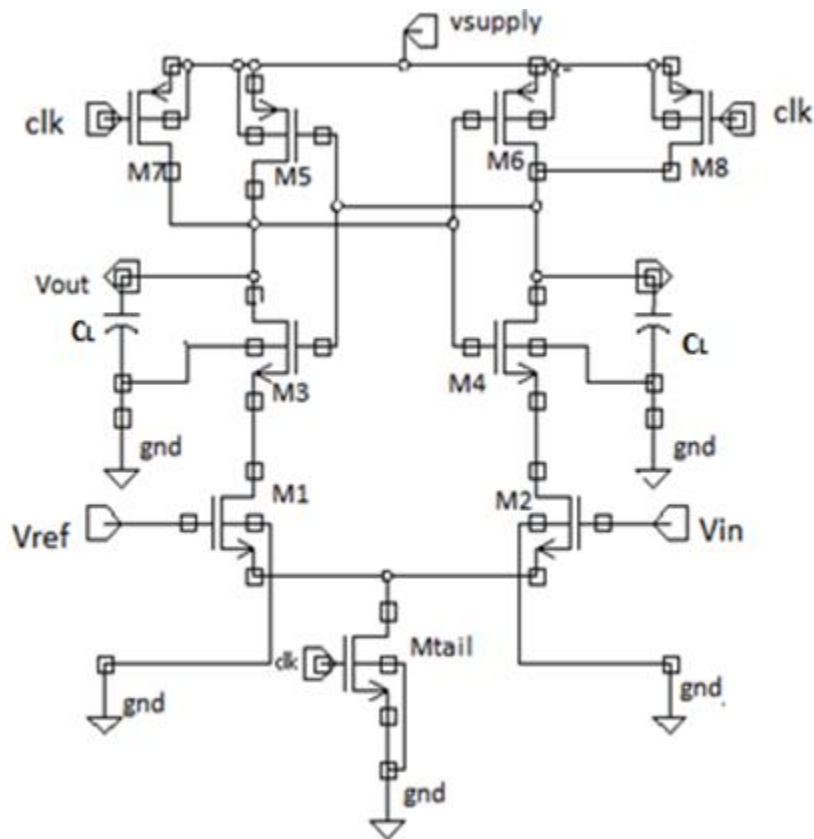 vsupply
clk
M7
M5
M6
M8
clk
Vout
CL
M3
M4
CL
gnd
gnd
M1
M2
Vref
Vin
clk
Mtail
gnd
gnd
gnd